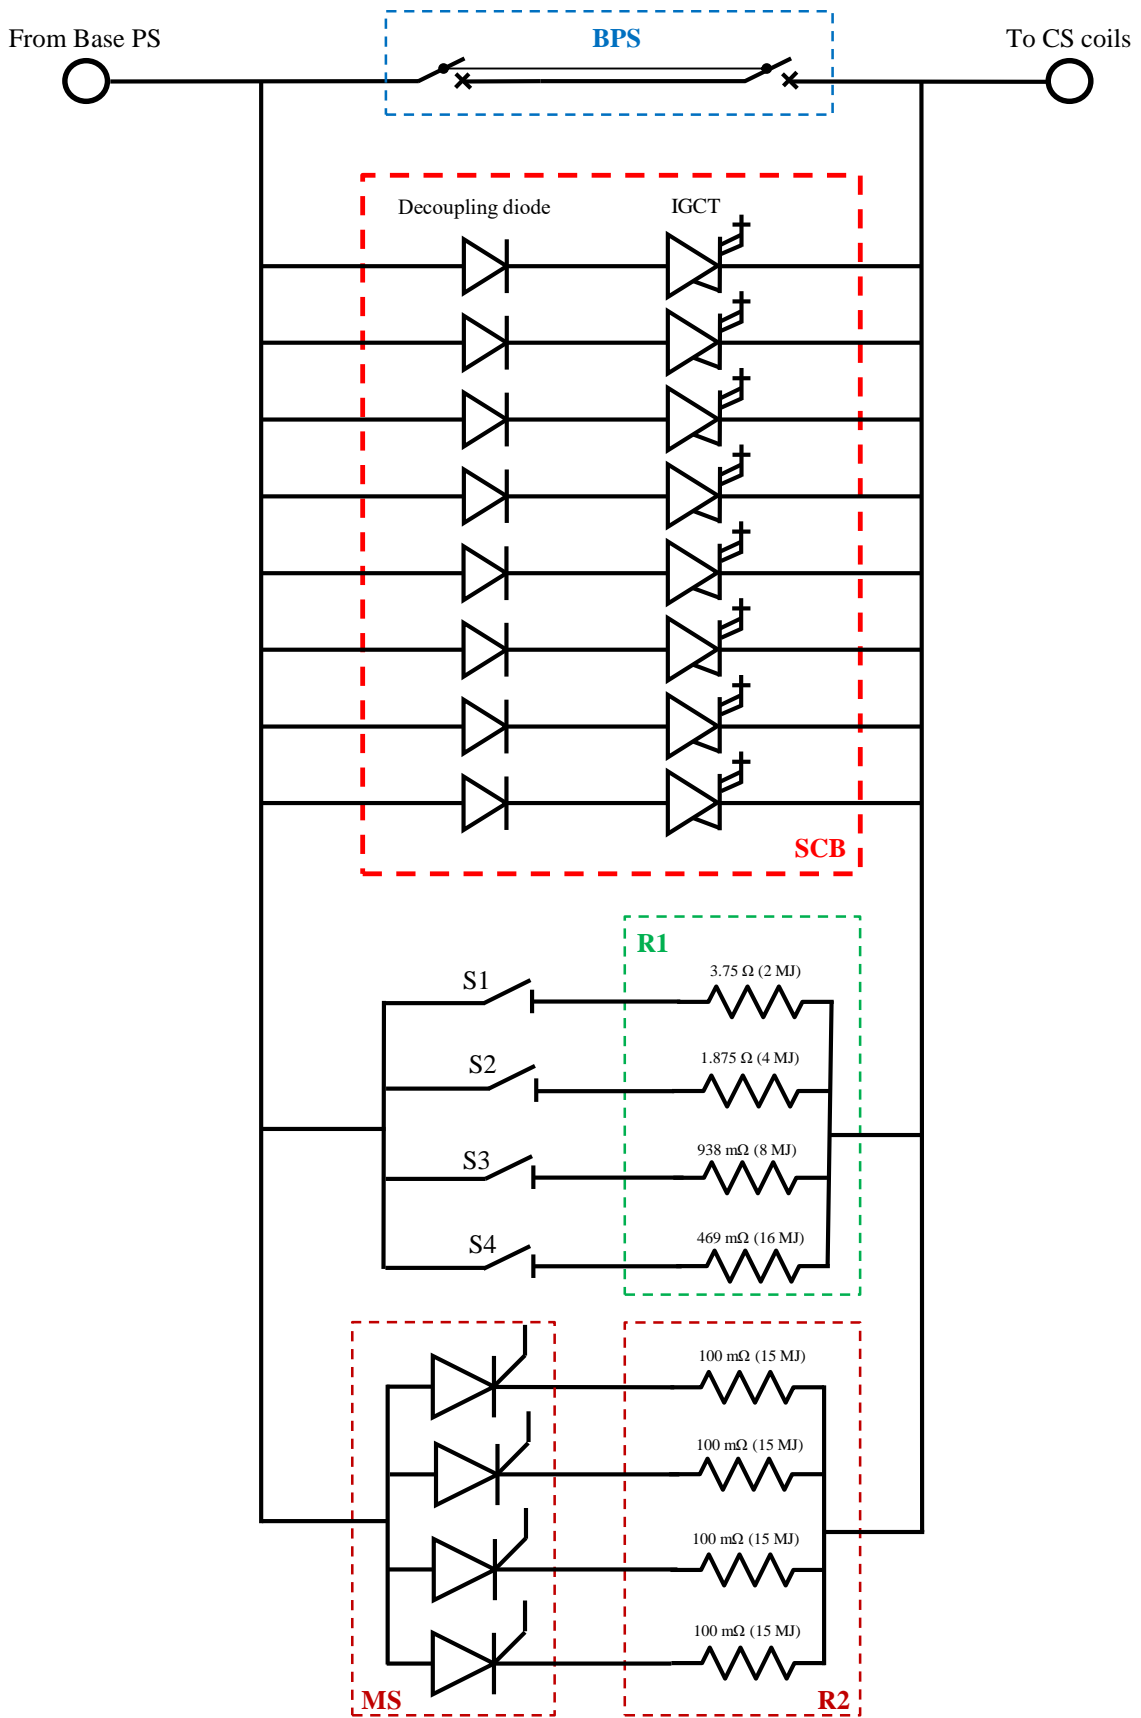 From Base PS
BPS
To CS coils
Decoupling diode
IGCT
SCB
R1
S1
3.75 Ω (2 MJ)
S2
1.875 Ω (4 MJ)
S3
938 mΩ (8 MJ)
S4
469 mΩ (16 MJ)
100 mΩ (15 MJ)
100 mΩ (15 MJ)
100 mΩ (15 MJ)
100 mΩ (15 MJ)
MS
R2